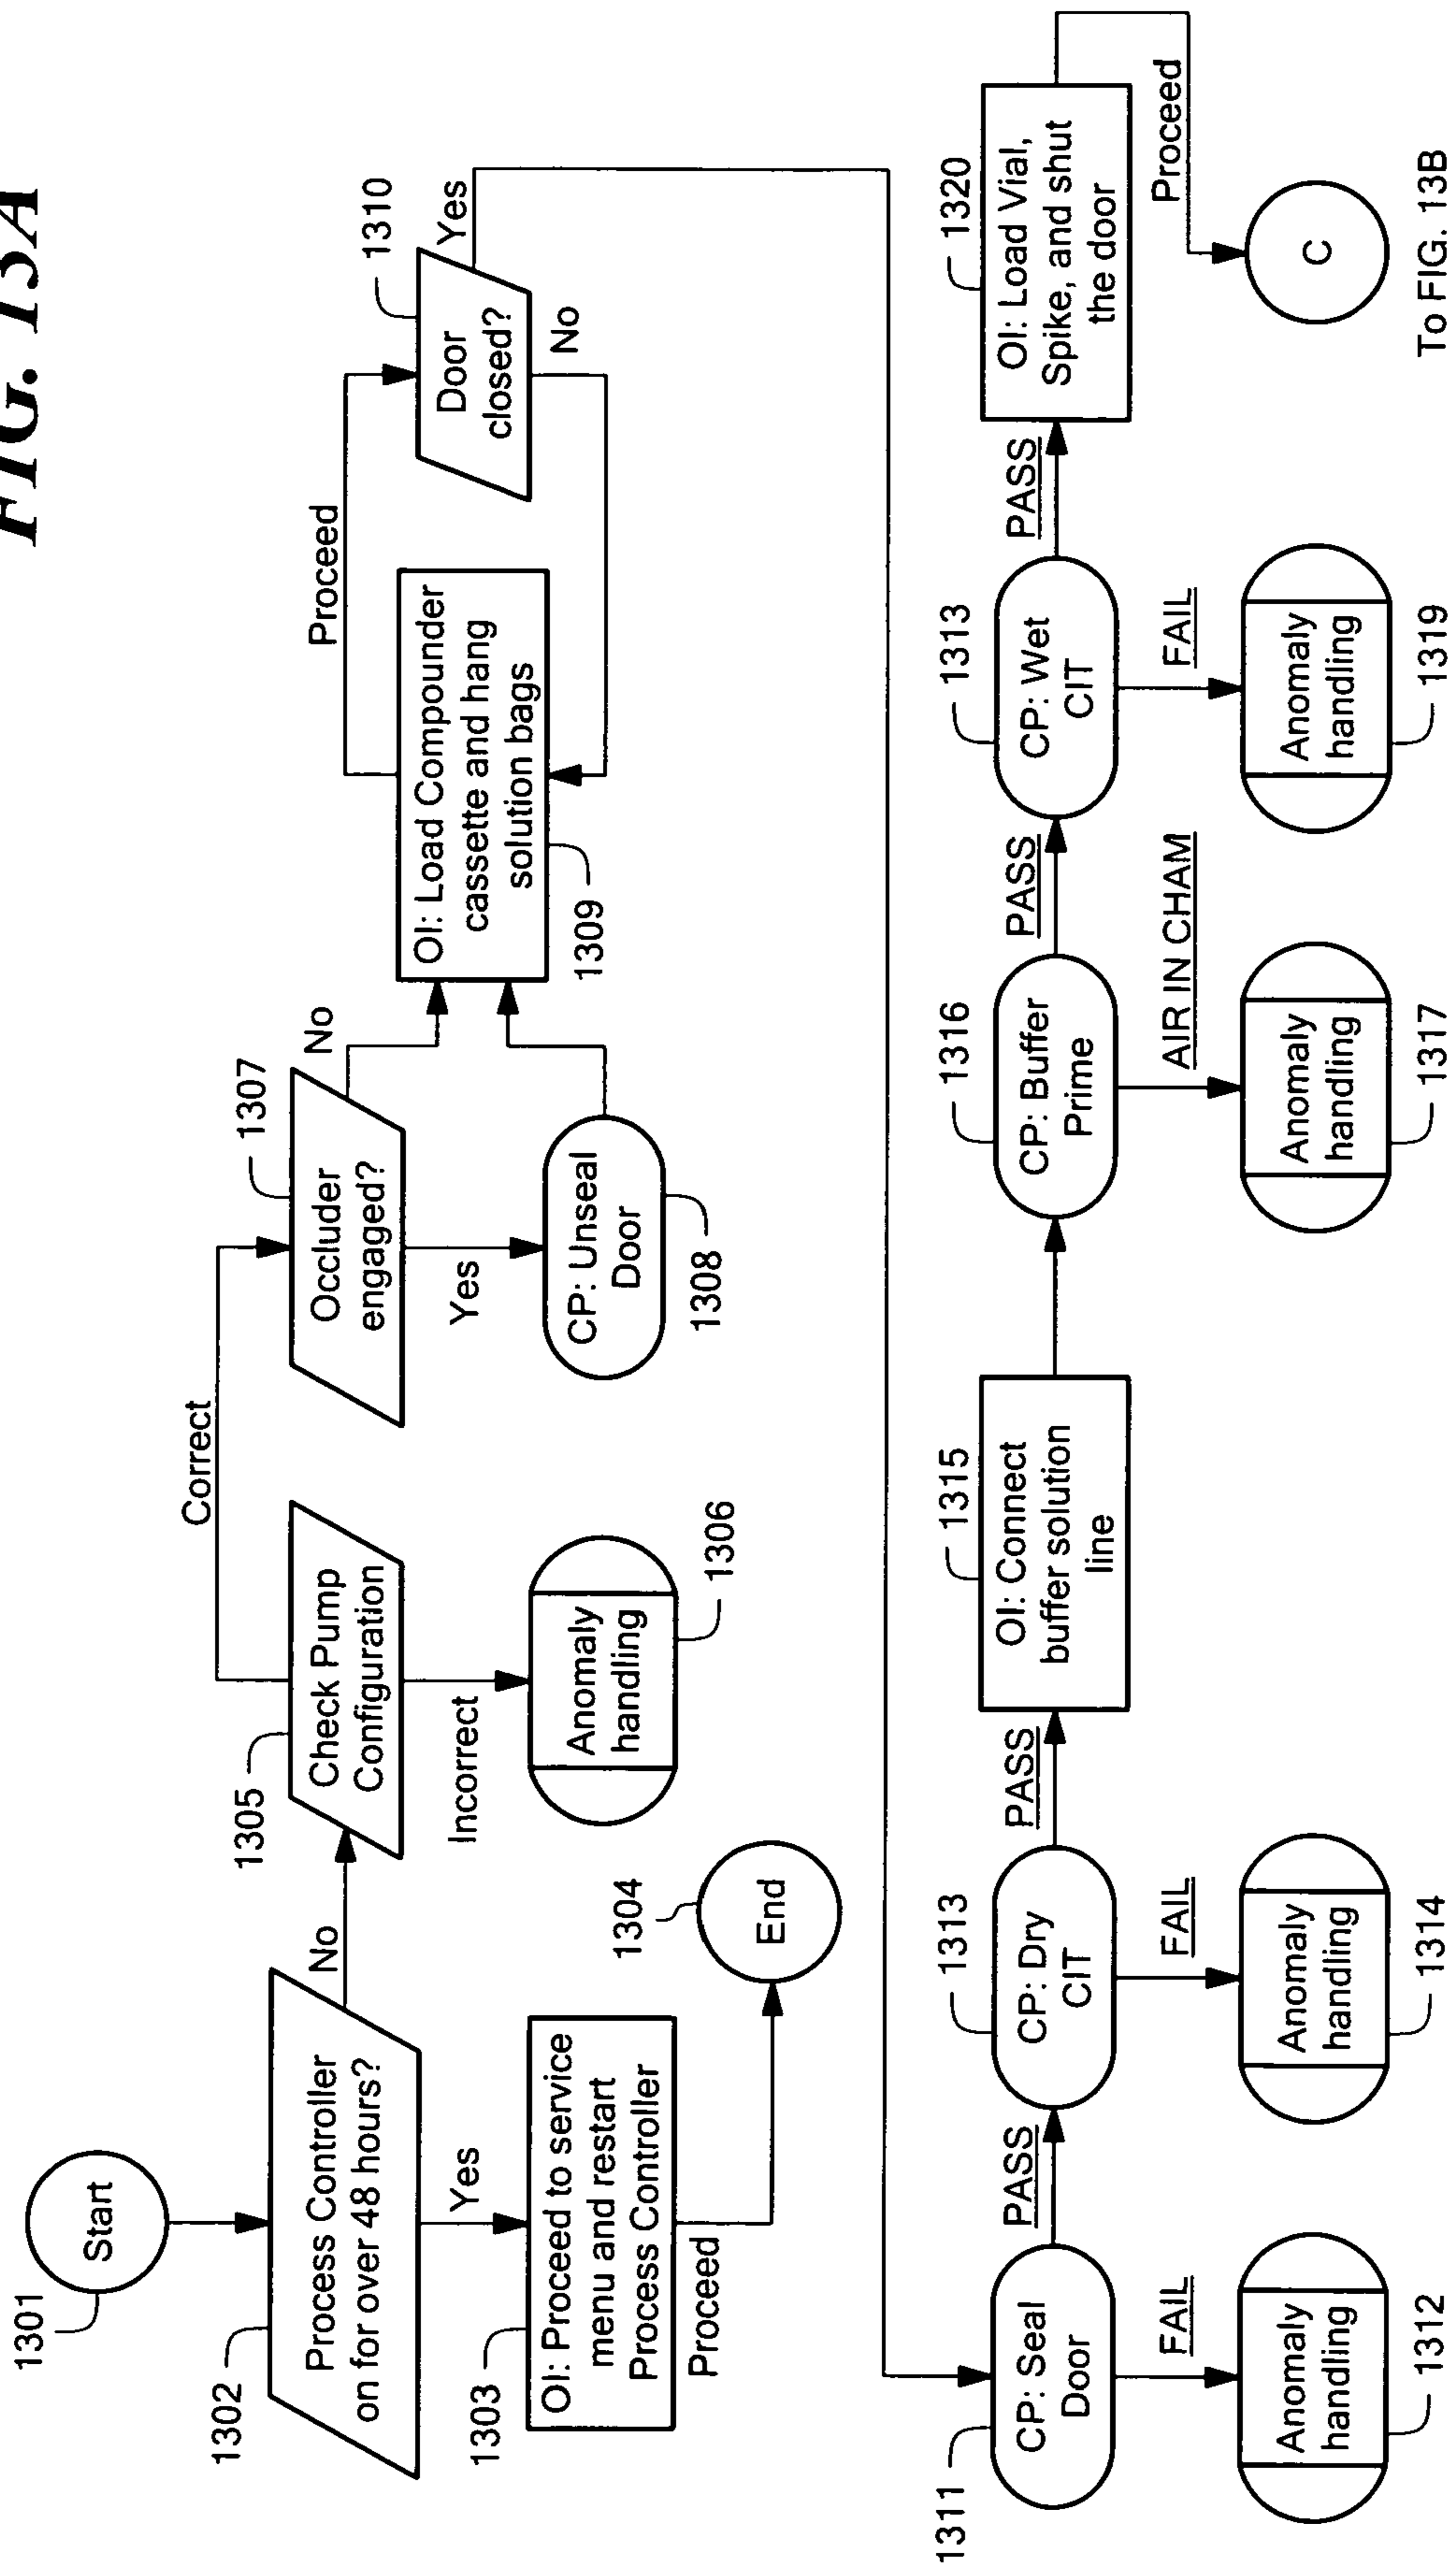 FIG. 13A
1301
Start
1302
Process Controller
on for over 48 hours?
No
Yes
1303
OI: Proceed to service
menu and restart
Process Controller
Proceed
1304
End
1305
Check Pump
Configuration
Correct
Incorrect
Anomaly
handling
1306
1307
Occluder
engaged?
No
Yes
CP: Unseal
Door
1308
OI: Load Compounder
cassette and hang
solution bags
1309
Proceed
1310
Door
closed?
Yes
No
1311
CP: Seal
Door
PASS
FAIL
Anomaly
handling
1312
1313
CP: Dry
CIT
PASS
FAIL
Anomaly
handling
1314
1315
OI: Connect
buffer solution
line
1316
CP: Buffer
Prime
PASS
AIR IN CHAM
Anomaly
handling
1317
1313
CP: Wet
CIT
PASS
FAIL
Anomaly
handling
1319
1320
OI: Load Vial,
Spike, and shut
the door
Proceed
C
To FIG. 13B